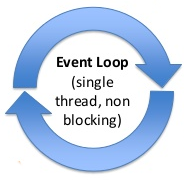 Event Loop
(single
thread, non
blocking)